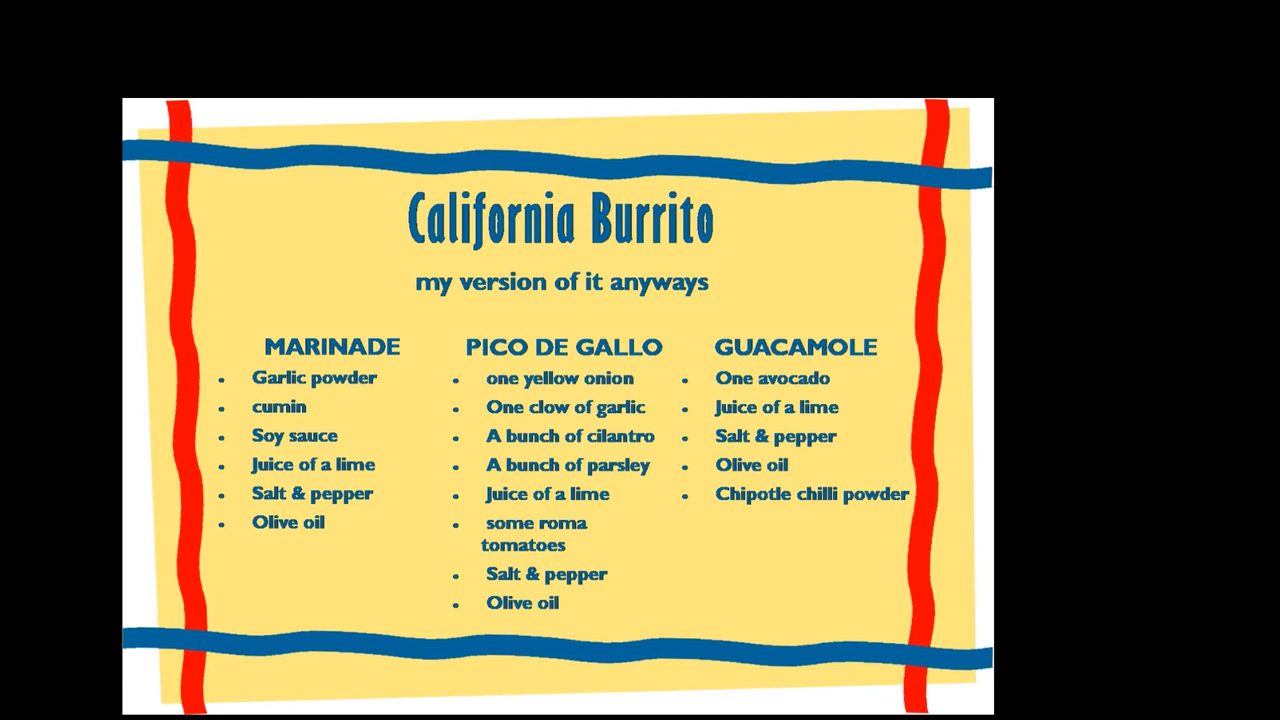 California Burrito
my version of it anyways
MARINADE
• Garlic powder
• cumin
• Soy sauce
• Juice of a lime
• Salt & pepper
• Olive oil
PICO DE GALLO
• one yellow onion
• One clow of garlic
• A bunch of cilantro
• A bunch of parsley
• Juice of a lime
• some roma
tomatoes
• Salt & pepper
• Olive oil
GUACAMOLE
• One avocado
• Juice of a lime
• Salt & pepper
• Olive oil
• Chipotle chilli powder